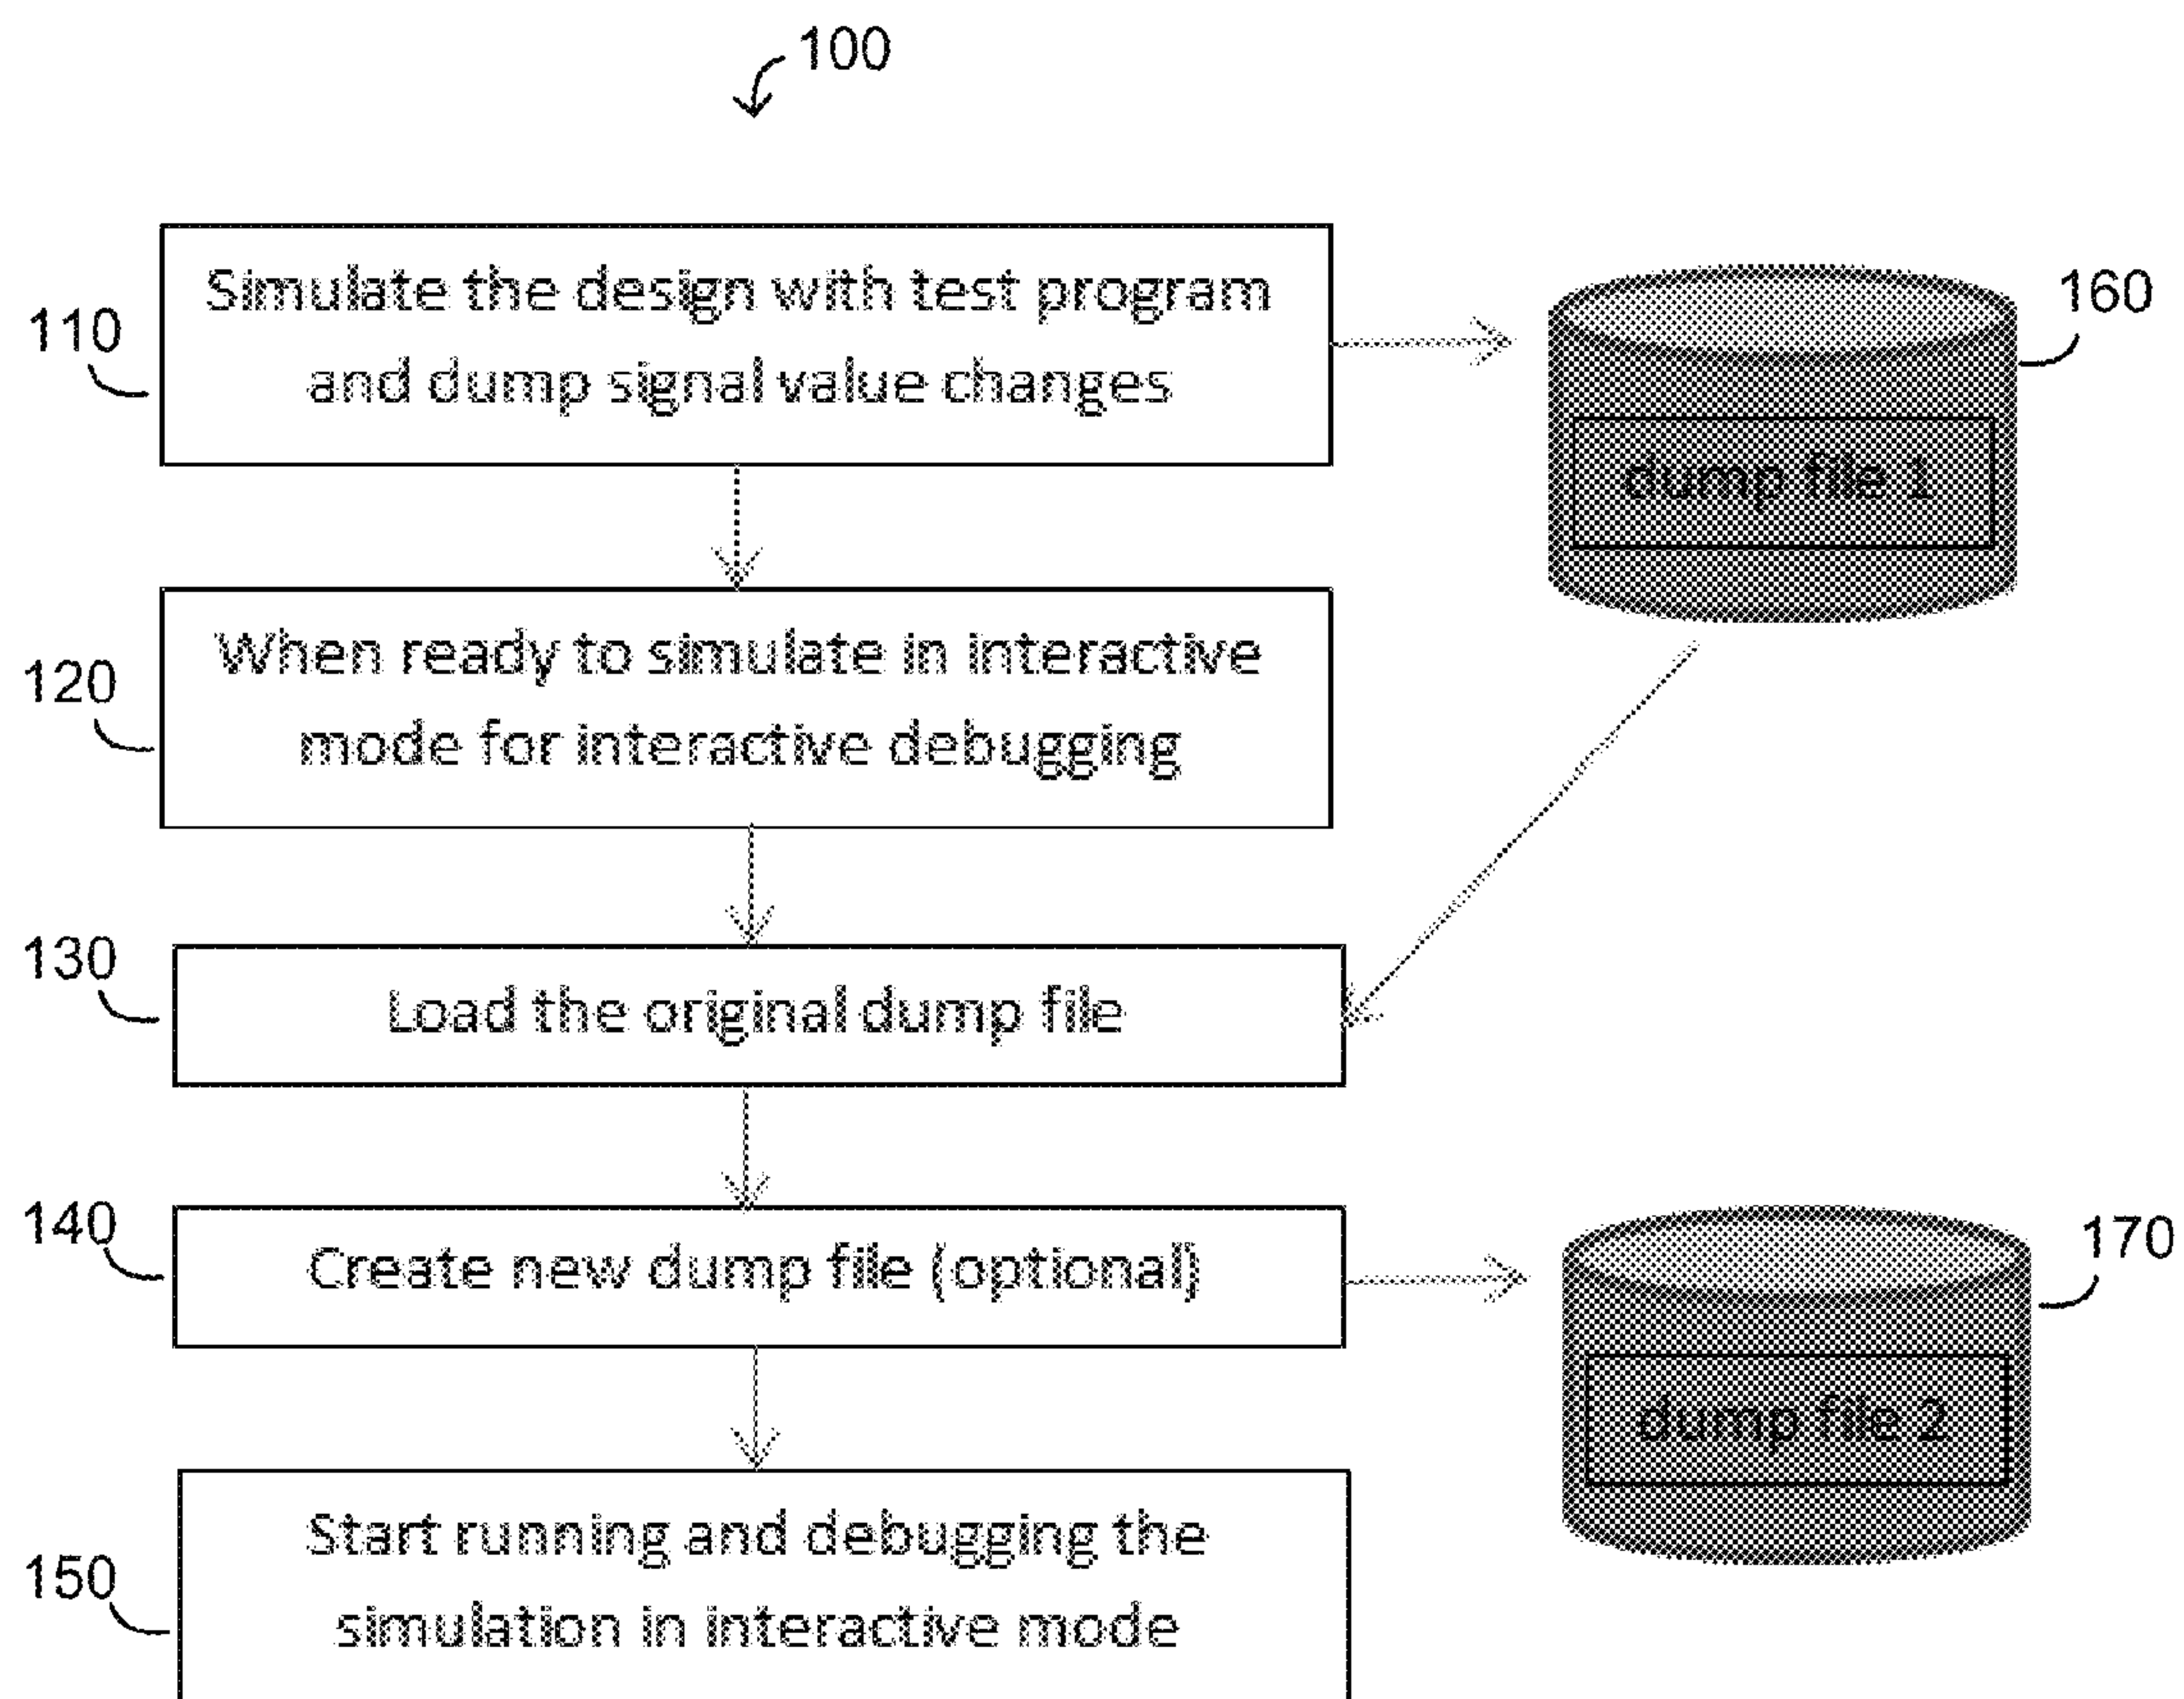 100
110
Simulate the design with test program
and dump signal value changes
160
dump file 1
120
When ready to simulate in interactive
mode for interactive debugging
130
Load the original dump file
140
Create new dump file (optional)
170
dump file 2
150
Start running and debugging the
simulation in interactive mode